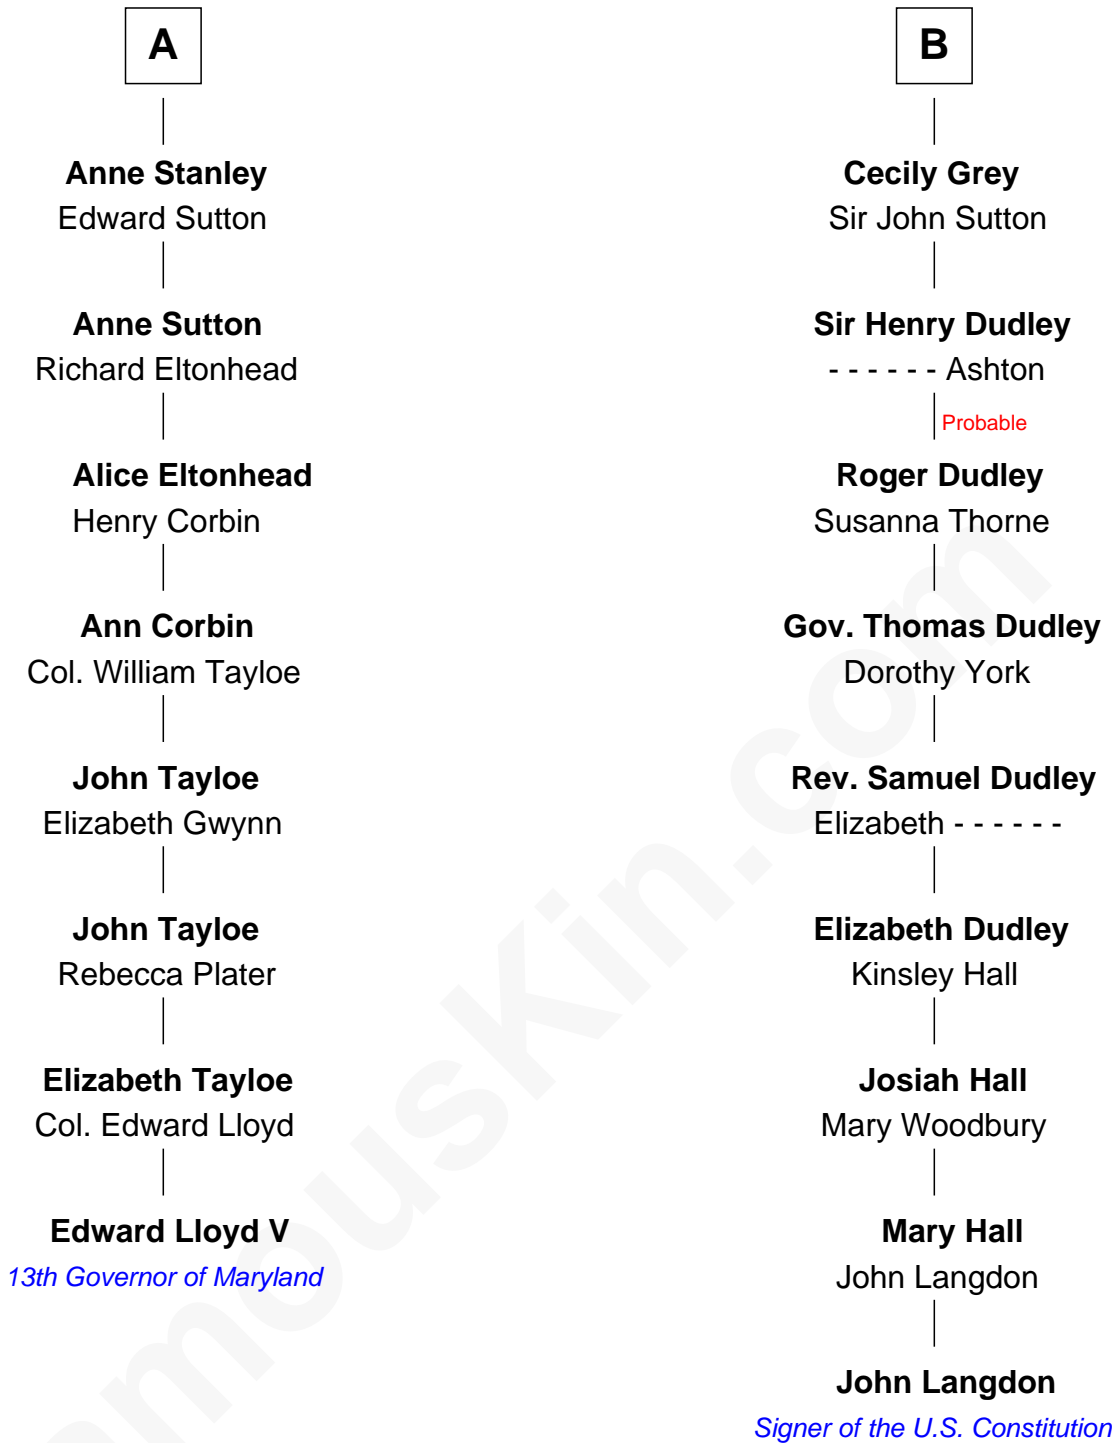 A
Anne Stanley
Edward Sutton
Anne Sutton
Richard Eltonhead
Alice Eltonhead
Henry Corbin
Ann Corbin
Col. William Tayloe
John Tayloe
Elizabeth Gwynn
John Tayloe
Rebecca Plater
Elizabeth Tayloe
Col. Edward Lloyd
Edward Lloyd V
13th Governor of Maryland
B
Cecily Grey
Sir John Sutton
Sir Henry Dudley
- - - - - - Ashton
Probable
Roger Dudley
Susanna Thorne
Gov. Thomas Dudley
Dorothy York
Rev. Samuel Dudley
Elizabeth - - - - - -
Elizabeth Dudley
Kinsley Hall
Josiah Hall
Mary Woodbury
Mary Hall
John Langdon
John Langdon
Signer of the U.S. Constitution
amouskin.com